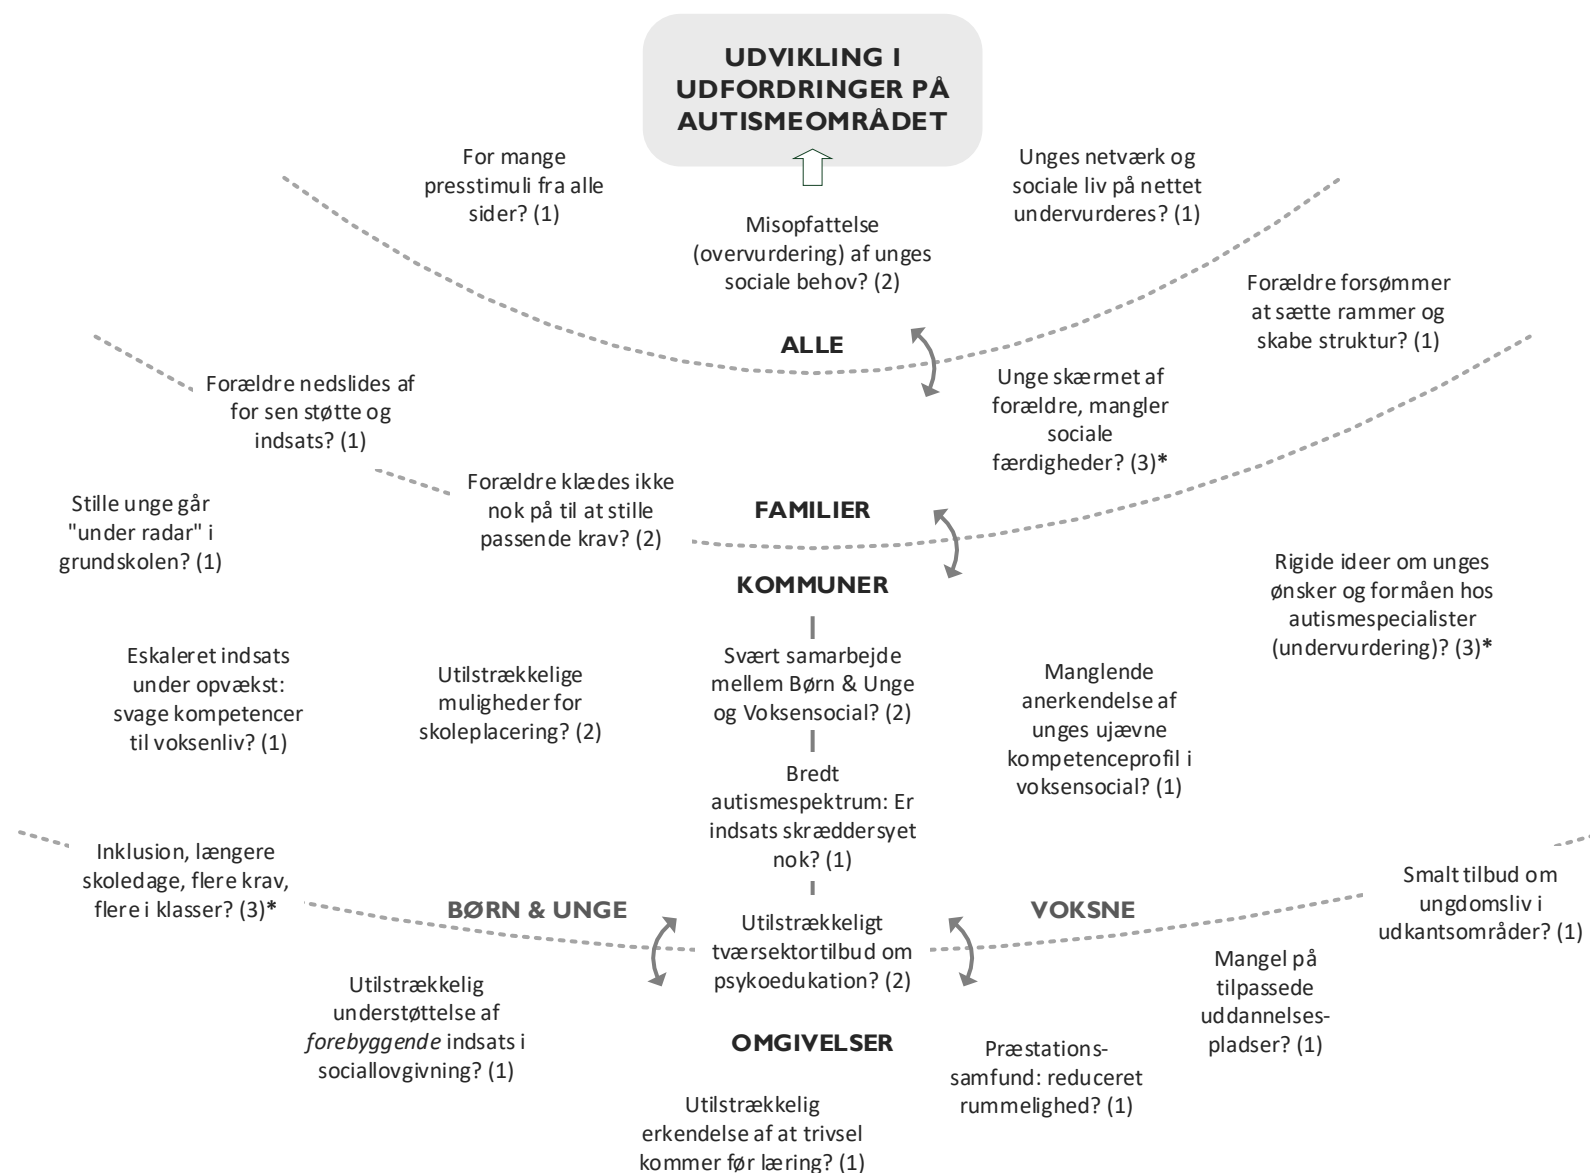 UDVIKLING I
UDFORDRINGER PÅ
AUTISMEOMRÅDET
For mange
presstimuli fra alle
sider? (1)
Misopfattelse
(overvurdering) af unges
sociale behov? (2)
Unges netværk og
sociale liv på nettet
undervurderes? (1)
ALLE
Forældre forsømmer
at sætte rammer og
skabe struktur? (1)
Forældre nedslides af
for sen støtte og
indsats? (1)
Unge skærmet af
forældre, mangler
sociale
færdigheder? (3)*
Forældre klædes ikke
nok på til at stille
passende krav? (2)
FAMILIER
Stille unge går
"under radar" i
grundskolen? (1)
KOMMUNER
Rigide ideer om unges
ønsker og formåen hos
autismespecialister
(undervurdering)? (3)*
Eskaleret indsats
under opvækst:
svage kompetencer
til voksenliv? (1)
Utilstrækkelige
muligheder for
skoleplacering? (2)
Svært samarbejde
mellem Børn & Unge
og Voksensocial? (2)
Manglende
anerkendelse af
unges ujævne
kompetenceprofil i
voksensocial? (1)
Bredt
autismespektrum: Er
indsats skræddersyet
nok? (1)
Inklusion, længere
skoledage, flere krav,
flere i klasser? (3)*
BØRN & UNGE
VOKSNE
Smalt tilbud om
ungdomsliv i
udkantsområder? (1)
Utilstrækkeligt
tværsektortilbud om
psykoedukation? (2)
Mangel på
tilpassede
uddannelses-
pladser? (1)
Utilstrækkelig
understøttelse af
forebyggende indsats i
sociallovgivning? (1)
OMGIVELSER
Præstations-
samfund: reduceret
rummelighed? (1)
Utilstrækkelig
erkendelse af at trivsel
kommer før læring? (1)